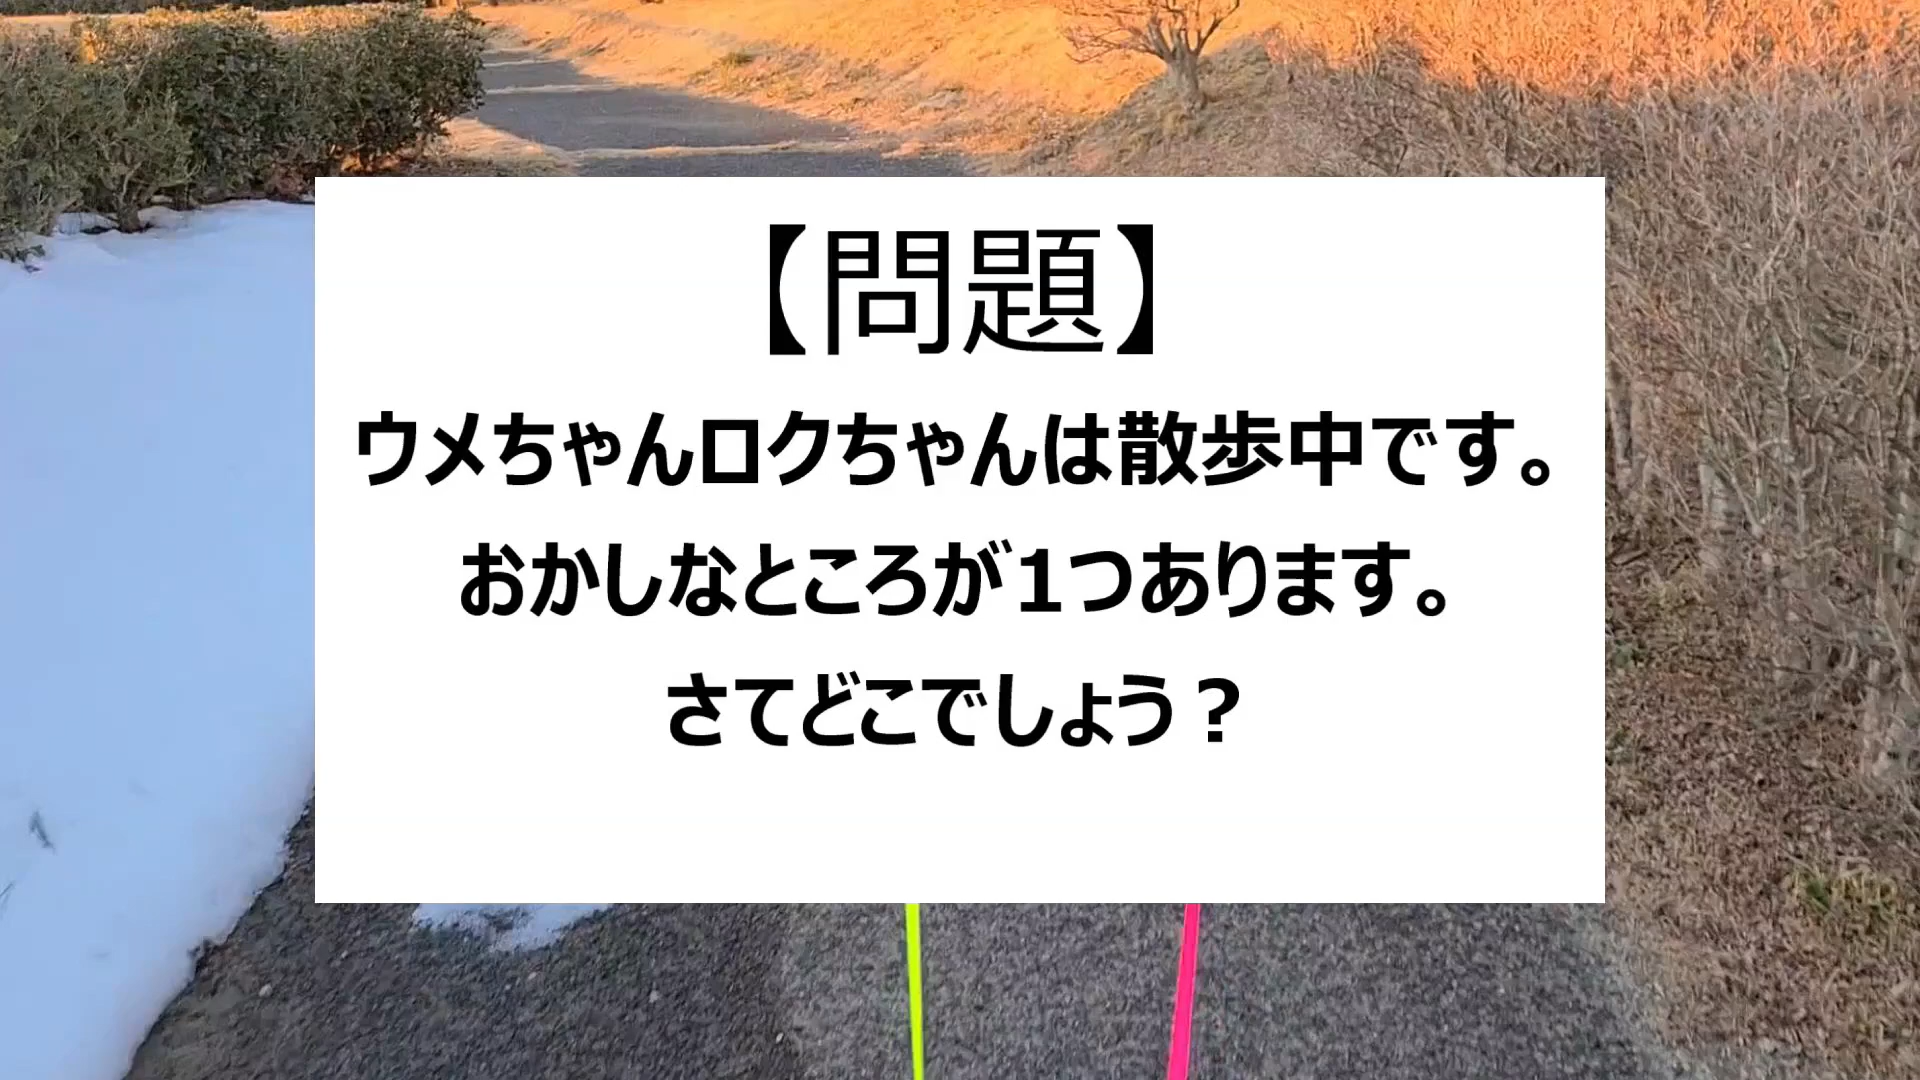 【問題】
ウメちゃんロクちゃんは散歩中です。
おかしなところが1つあります。
さてどこでしょう？